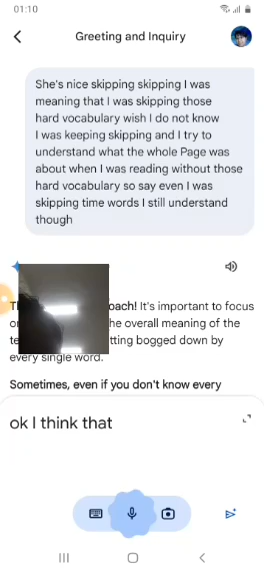 01:10
Greeting and Inquiry
She's nice skipping skipping I was
meaning that I was skipping those
hard vocabulary wish I do not know
I was keeping skipping and I try to
understand what the whole Page was
about when I was reading without those
hard vocabulary so say even I was
skipping time words I still understand
though
oach! It's important to focus
he overall meaning of the
tting bogged down by
every single word.
Sometimes, even if you don't know every
ok I think that